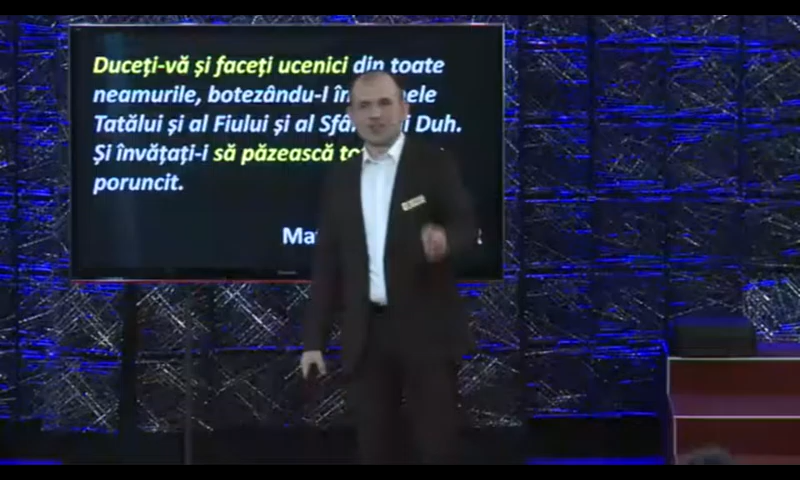 Duceți-vă și faceți ucenici din toate
neamurile, botezându-I
Tatălui și al Fiului și al Duh.
Și învățați-i să păzească
poruncit.